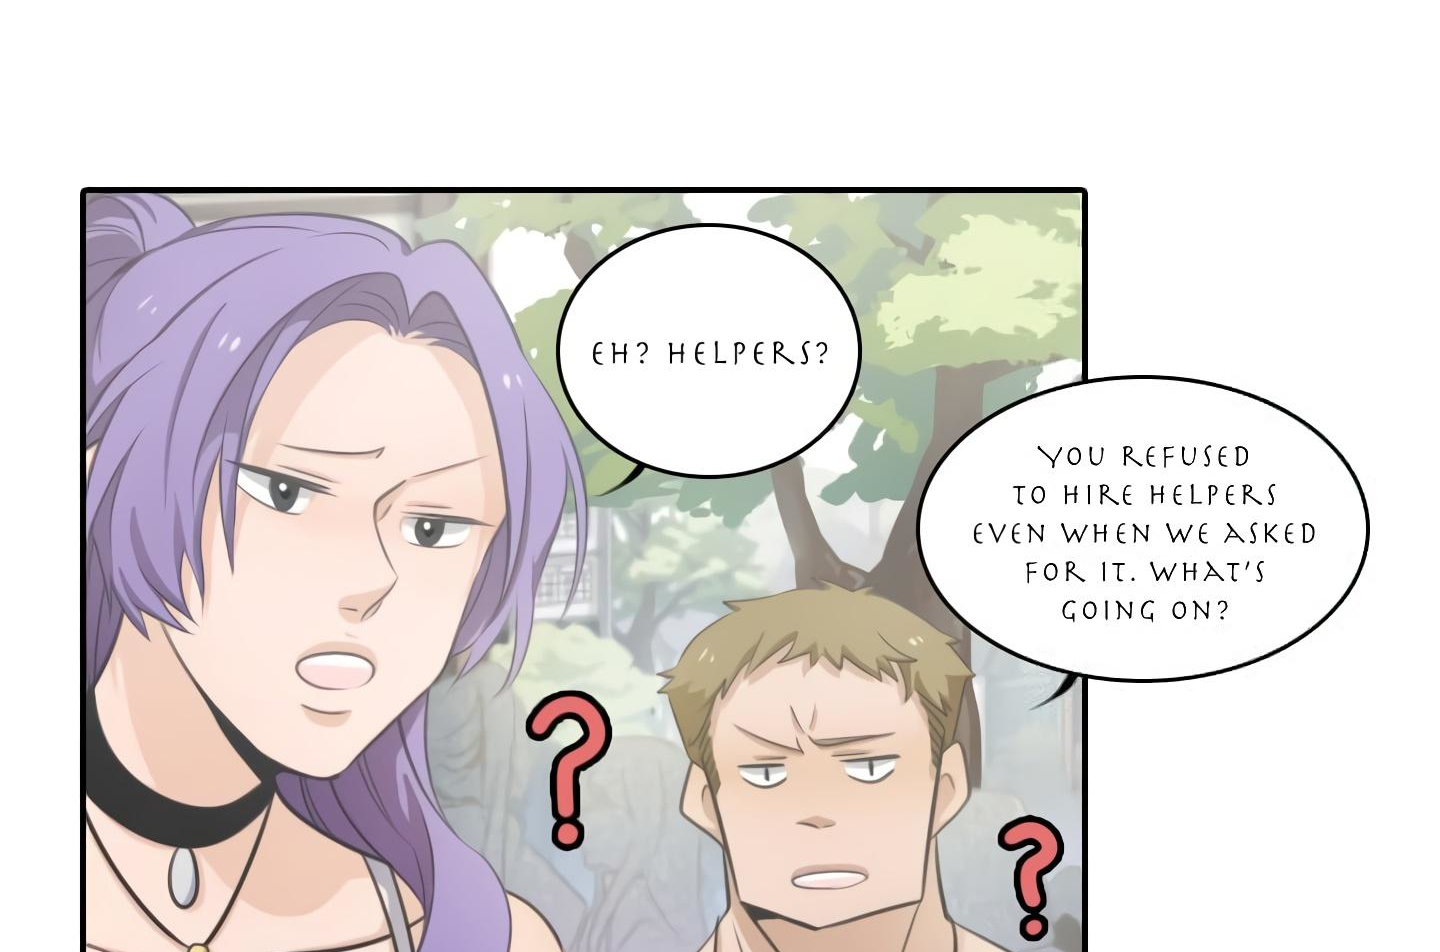 EH? HELPERS?
YOU REFUSED
TO HIRE HELPERS
EVEN WHEN WE ASKED
FOR IT. WHAT'S
GOING ON?
?
?